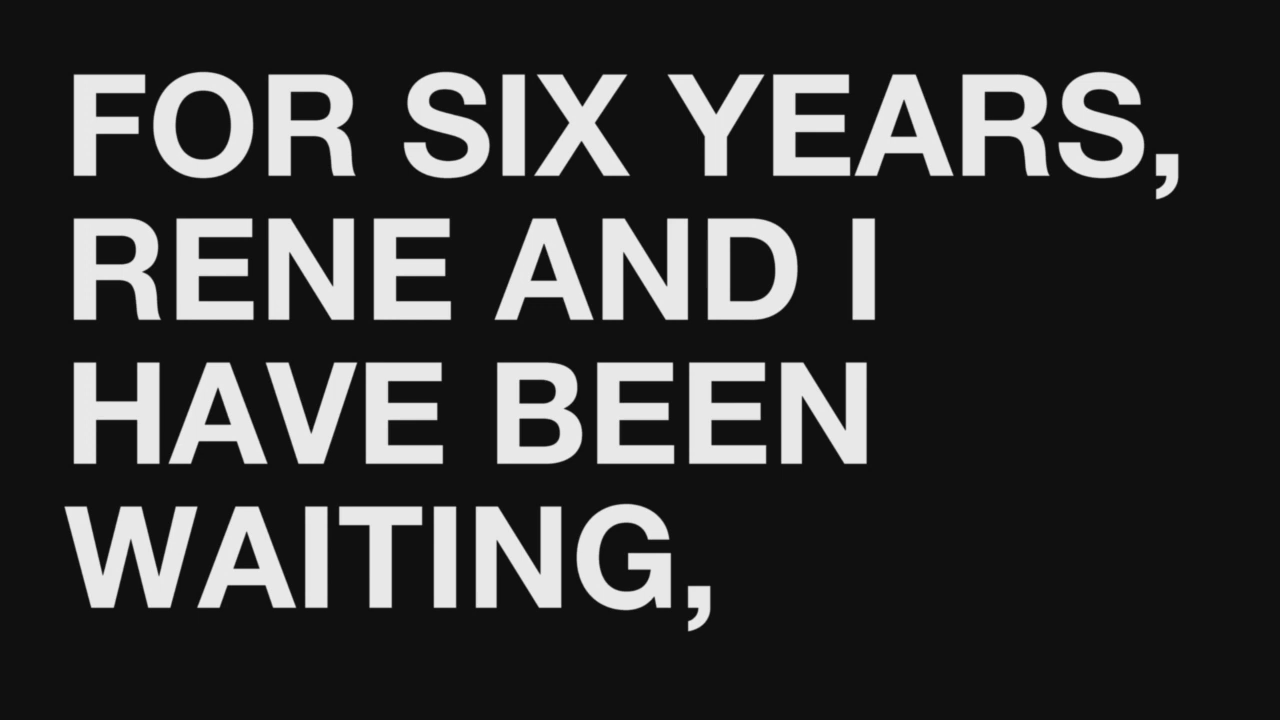 FOR SIX YEARS,
RENE AND I
HAVE BEEN
WAITING,